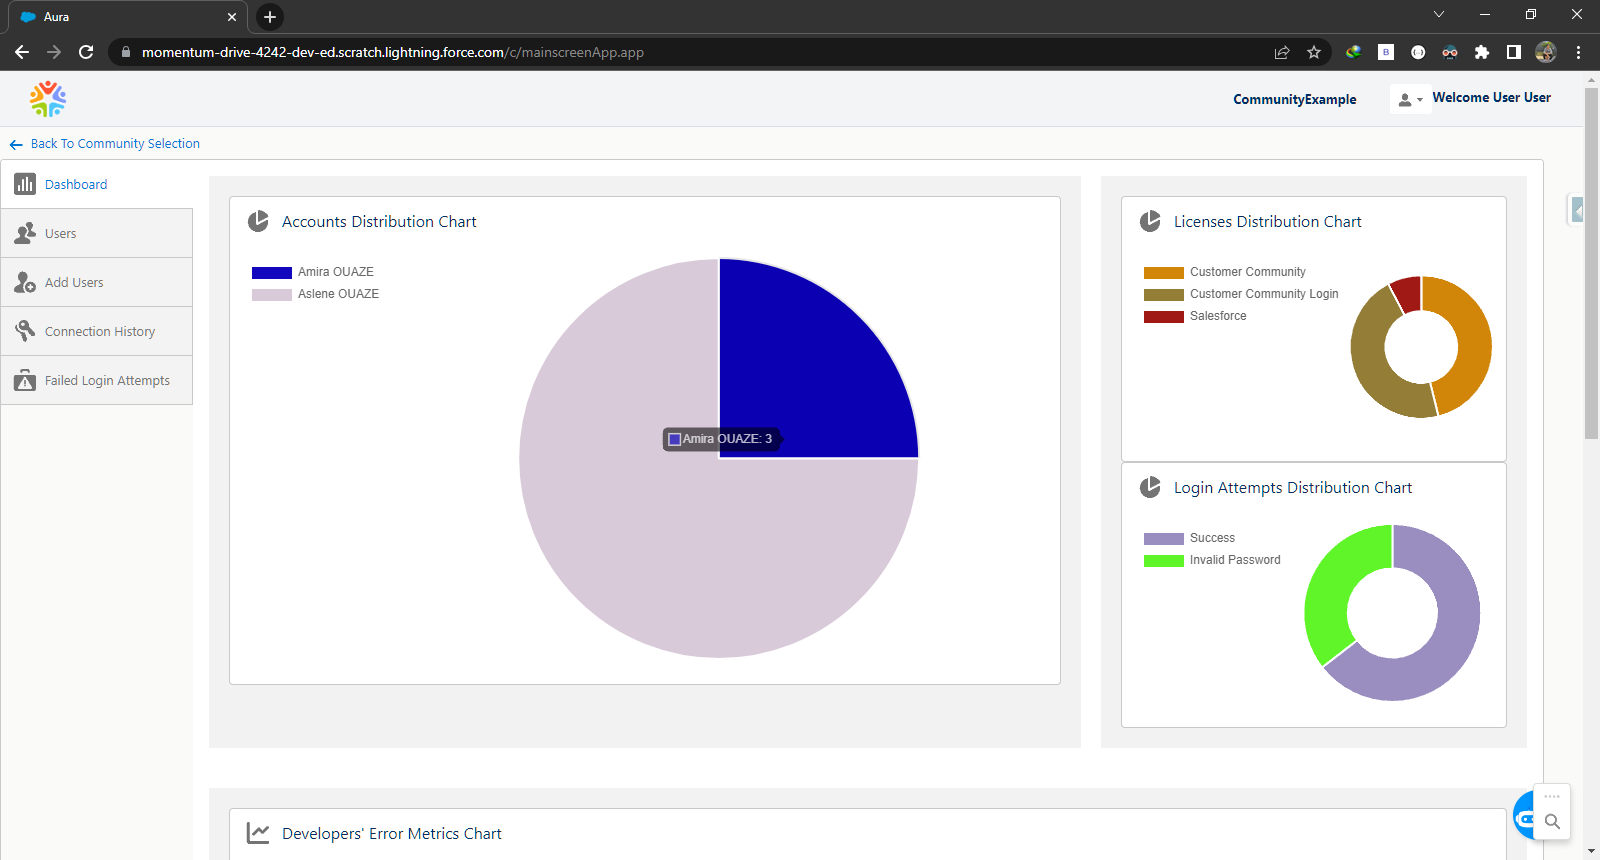 Aura
momentum-drive-4242-dev-ed.scratch.lightning.force.com/c/mainscreenApp.app
CommunityExample
Welcome User User
Back To Community Selection
Dashboard
Users
Add Users
Connection History
Failed Login Attempts
Accounts Distribution Chart
Amira OUAZE
Aslene OUAZE
Amira OUAZE: 3
Licenses Distribution Chart
Customer Community
Customer Community Login
Salesforce
Login Attempts Distribution Chart
Success
Invalid Password
Developers' Error Metrics Chart